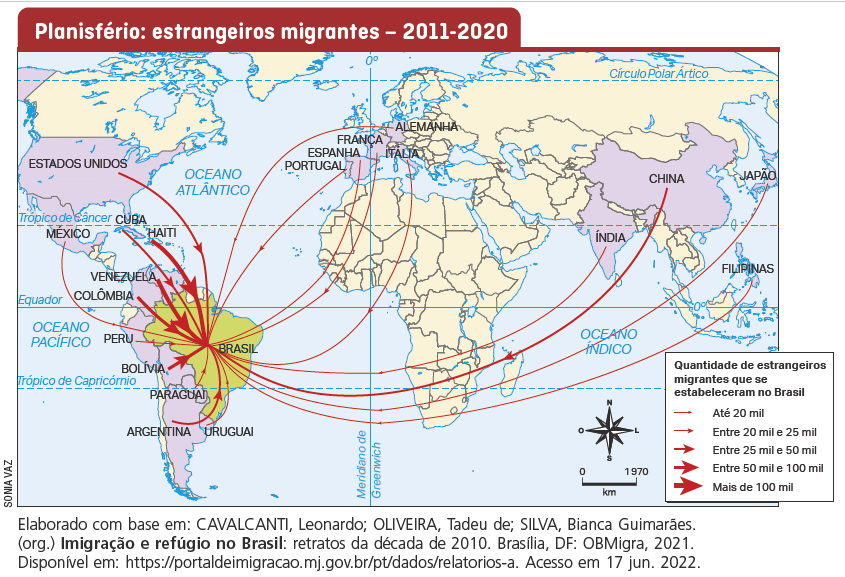 Planisfério: estrangeiros migrantes – 2011-2020
0°
Círculo Polar Ártico
ALEMANHA
FRANÇA
ESPANHA
ITÁLIA
PORTUGAL
ESTADOS UNIDOS
OCEANO
ATLÂNTICO
CHINA
JAPÃO
Trópico de Câncer
CUBA
MÉXICO
HAITI
ÍNDIA
VENEZUELA
FILIPINAS
COLÔMBIA
Equador
0°
OCEANO
PACÍFICO
PERU
BRASIL
OCEANO
ÍNDICO
BOLÍVIA
Trópico de Capricórnio
PARAGUAI
ARGENTINA
URUGUAI
Meridiano de
Greenwich
N
O
L
S
0
1970
km
Quantidade de estrangeiros
migrantes que se
estabeleceram no Brasil
Até 20 mil
Entre 20 mil e 25 mil
Entre 25 mil e 50 mil
Entre 50 mil e 100 mil
Mais de 100 mil
SONIA VAZ
Elaborado com base em: CAVALCANTI, Leonardo; OLIVEIRA, Tadeu de; SILVA, Bianca Guimarães.
(org.) Imigração e refúgio no Brasil: retratos da década de 2010. Brasília, DF: OBMigra, 2021.
Disponível em: https://portaldeimigracao.mj.gov.br/pt/dados/relatorios-a. Acesso em 17 jun. 2022.